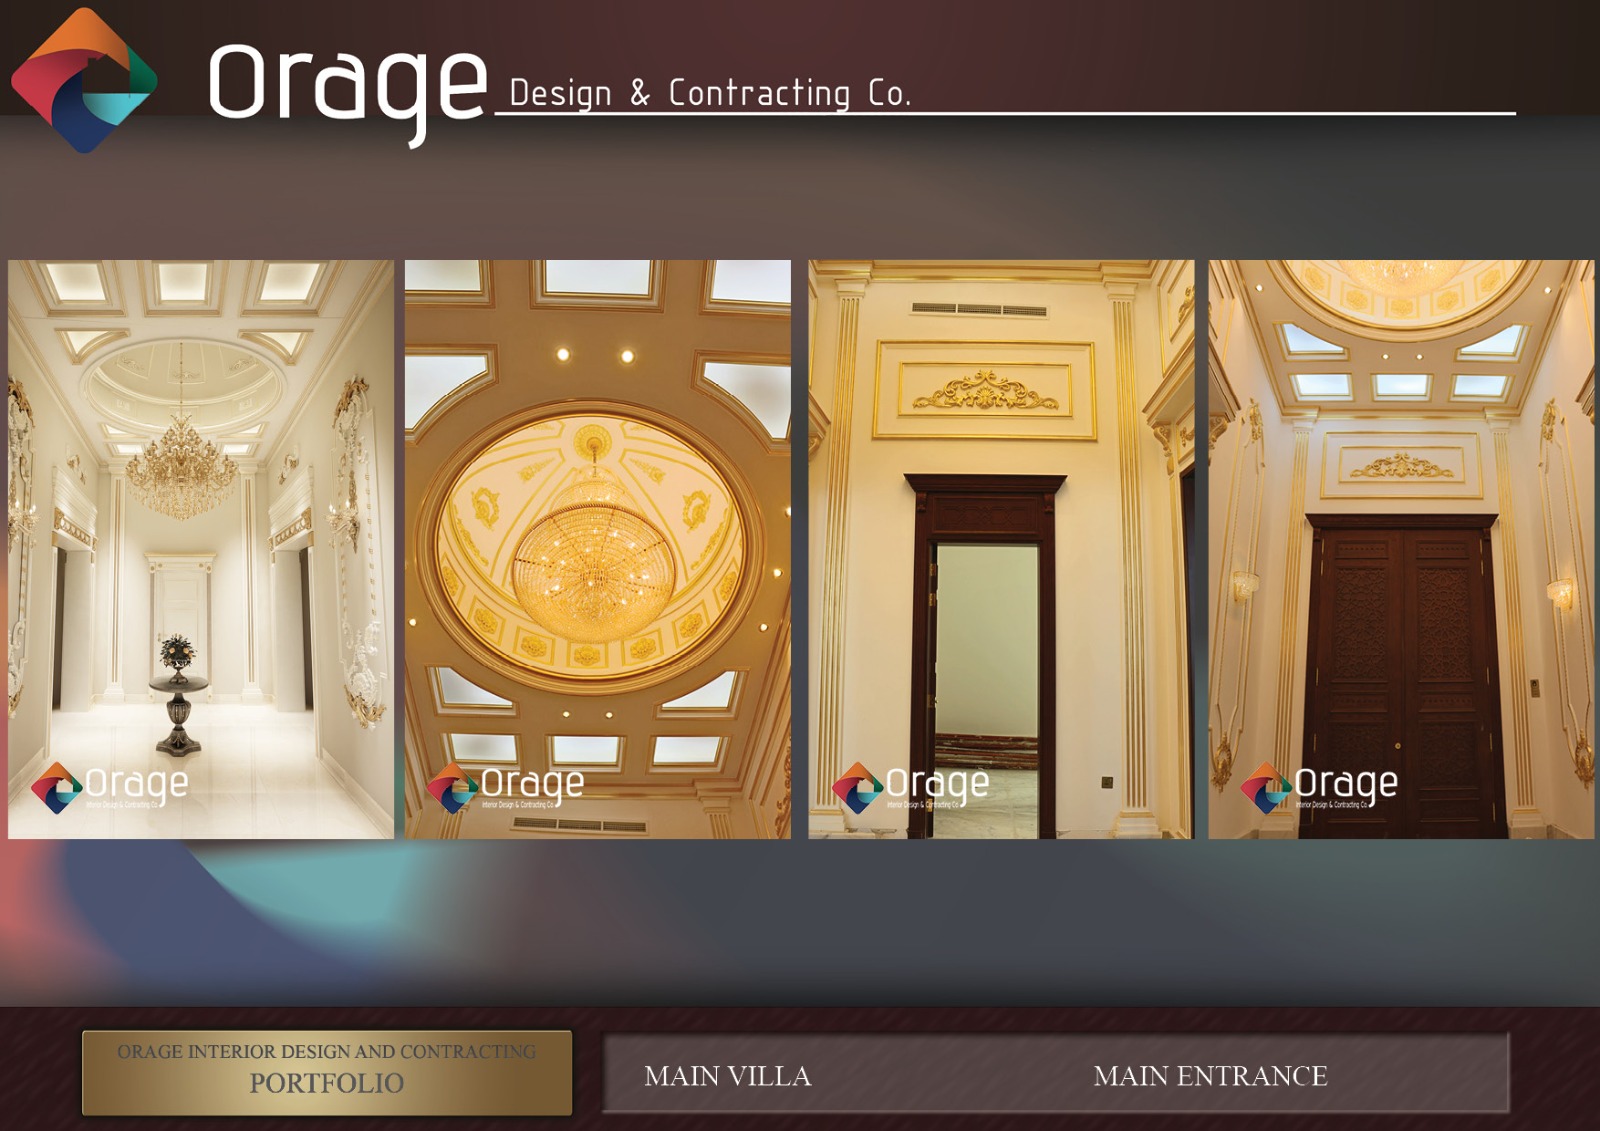 Orage Design & Contracting Co.
Orage
Interior Design & Contracting Co.
Orage
Interior Design & Contracting Co.
Orage
Interior Design & Contracting Co.
Orage
Interior Design & Contracting Co.
ORAGE INTERIOR DESIGN AND CONTRACTING
PORTFOLIO
MAIN VILLA
MAIN ENTRANCE